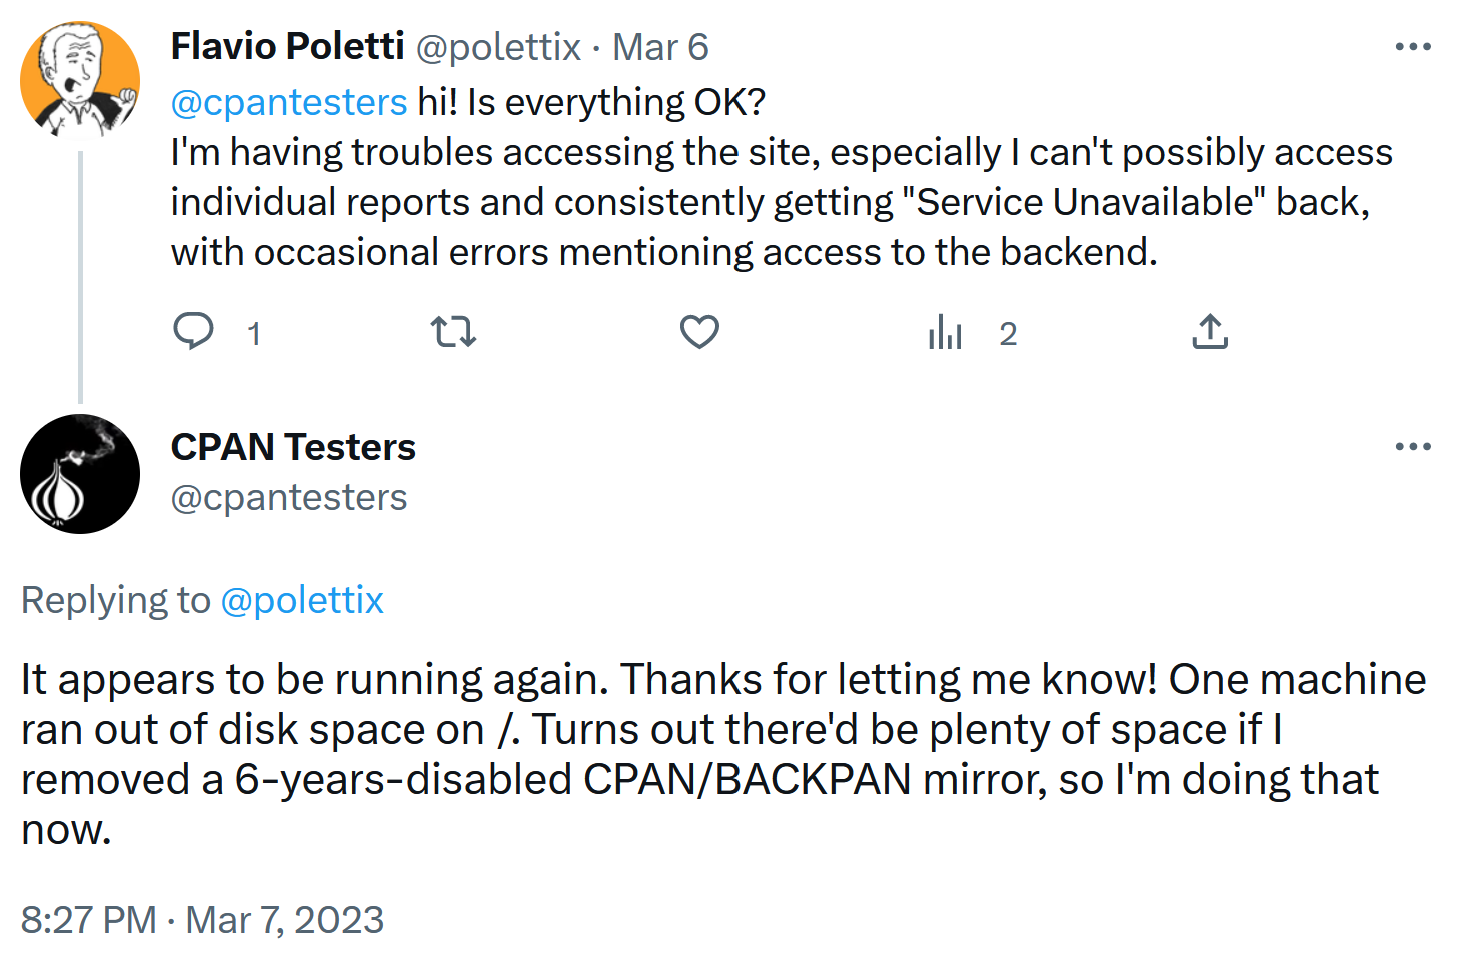 Flavio Poletti @polettix · Mar 6
@cpantesters hi! Is everything OK?
I'm having troubles accessing the site, especially I can't possibly access
individual reports and consistently getting "Service Unavailable" back,
with occasional errors mentioning access to the backend.
1 2
CPAN Testers
@cpantesters
Replying to @polettix
It appears to be running again. Thanks for letting me know! One machine
ran out of disk space on /. Turns out there'd be plenty of space if I
removed a 6-years-disabled CPAN/BACKPAN mirror, so I'm doing that
now.
8:27 PM · Mar 7, 2023